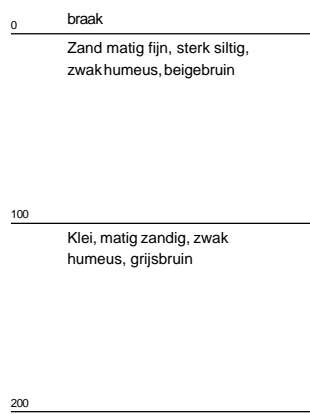 braak
0
Zand matig fijn, sterk siltig,
zwak humeus, beigebruin
100
Klei, matig zandig, zwak
humeus, grijsbruin
200